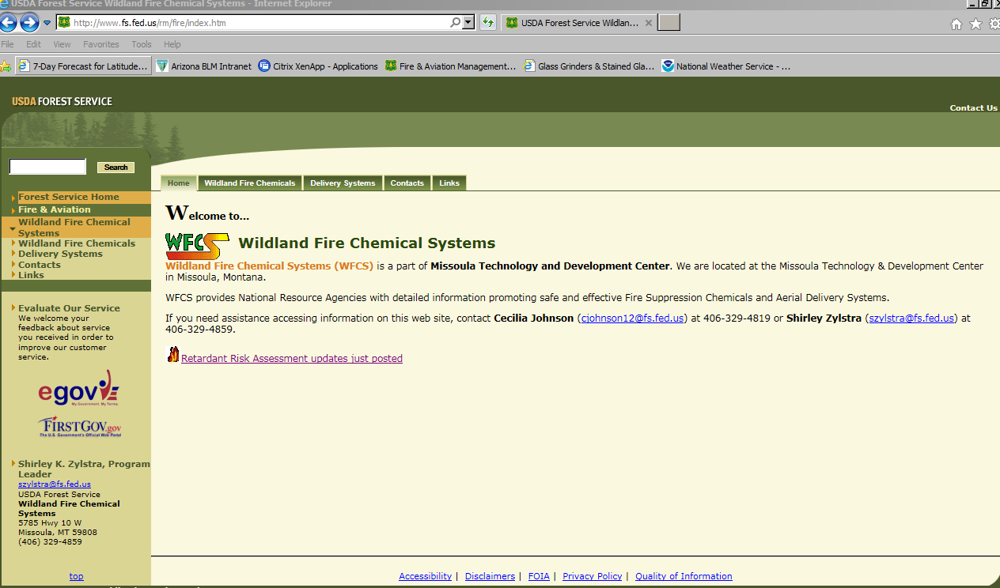 USDA Forest Service Wildland Fire Chemical Systems - Internet Explorer
http://www.fs.fed.us/rm/fire/index.htm
USDA Forest Service Wildlan...
File Edit View Favorites Tools Help
7-Day Forecast for Latitude... Arizona BLM Intranet Citrix XenApp - Applications Fire & Aviation Management... Glass Grinders & Stained Gla... National Weather Service - ...
USDA FOREST SERVICE
Contact Us
Search
Forest Service Home
Fire & Aviation
Wildland Fire Chemical
Systems
Wildland Fire Chemicals
Delivery Systems
Contacts
Links
Evaluate Our Service
We welcome your
feedback about service
you received in order to
improve our customer
service.
egov
My Government. My Terms.
FIRSTGOV.gov
The U.S. Government's Official Web Portal
Shirley K. Zylstra, Program
Leader
szylstra@fs.fed.us
USDA Forest Service
Wildland Fire Chemical
Systems
5785 Hwy 10 W
Missoula, MT 59808
(406) 329-4859
top
Home Wildland Fire Chemicals Delivery Systems Contacts Links
Welcome to...
WFCS Wildland Fire Chemical Systems
Wildland Fire Chemical Systems (WFCS) is a part of Missoula Technology and Development Center. We are located at the Missoula Technology & Development Center
in Missoula, Montana.
WFCS provides National Resource Agencies with detailed information promoting safe and effective Fire Suppression Chemicals and Aerial Delivery Systems.
If you need assistance accessing information on this web site, contact Cecilia Johnson (cjohnson12@fs.fed.us) at 406-329-4819 or Shirley Zylstra (szylstra@fs.fed.us) at
406-329-4859.
Retardant Risk Assessment updates just posted
Accessibility | Disclaimers | FOIA | Privacy Policy | Quality of Information